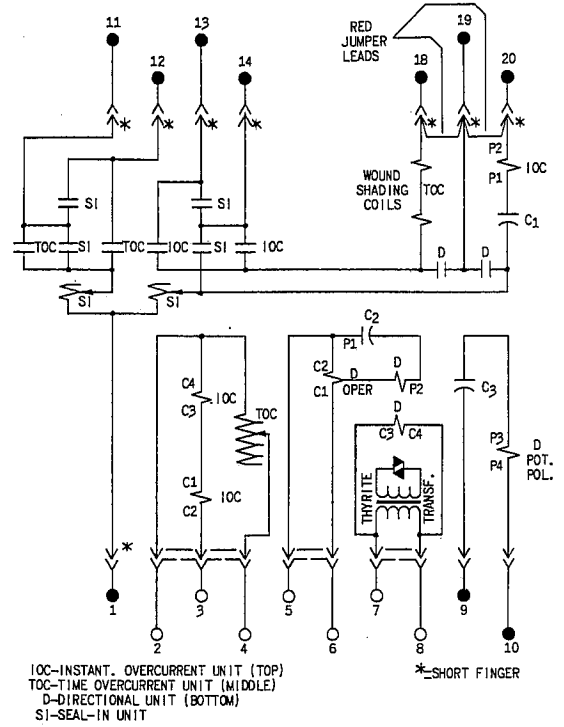 11
13
RED
JUMPER
LEADS
19
12
14
18
20
*
*
*
*
*
*
*
P2
P1
IOC
WOUND
SHADING
COILS
TOC
C1
SI
SI
TOC
SI
TOC
IOC
SI
IOC
D
D
SI
SI
C2
P1
C4
C3
IOC
TOC
C2
C1
D
OPER
D
P2
C3
D
C3
C4
P3
P4
D
POT.
POL.
C1
C2
IOC
THYRITE
TRANSF.
*
1
3
5
7
9
2
4
6
8
10
IOC-INSTANT. OVERCURRENT UNIT (TOP)
TOC-TIME OVERCURRENT UNIT (MIDDLE)
D-DIRECTIONAL UNIT (BOTTOM)
SI-SEAL-IN UNIT
*=SHORT FINGER